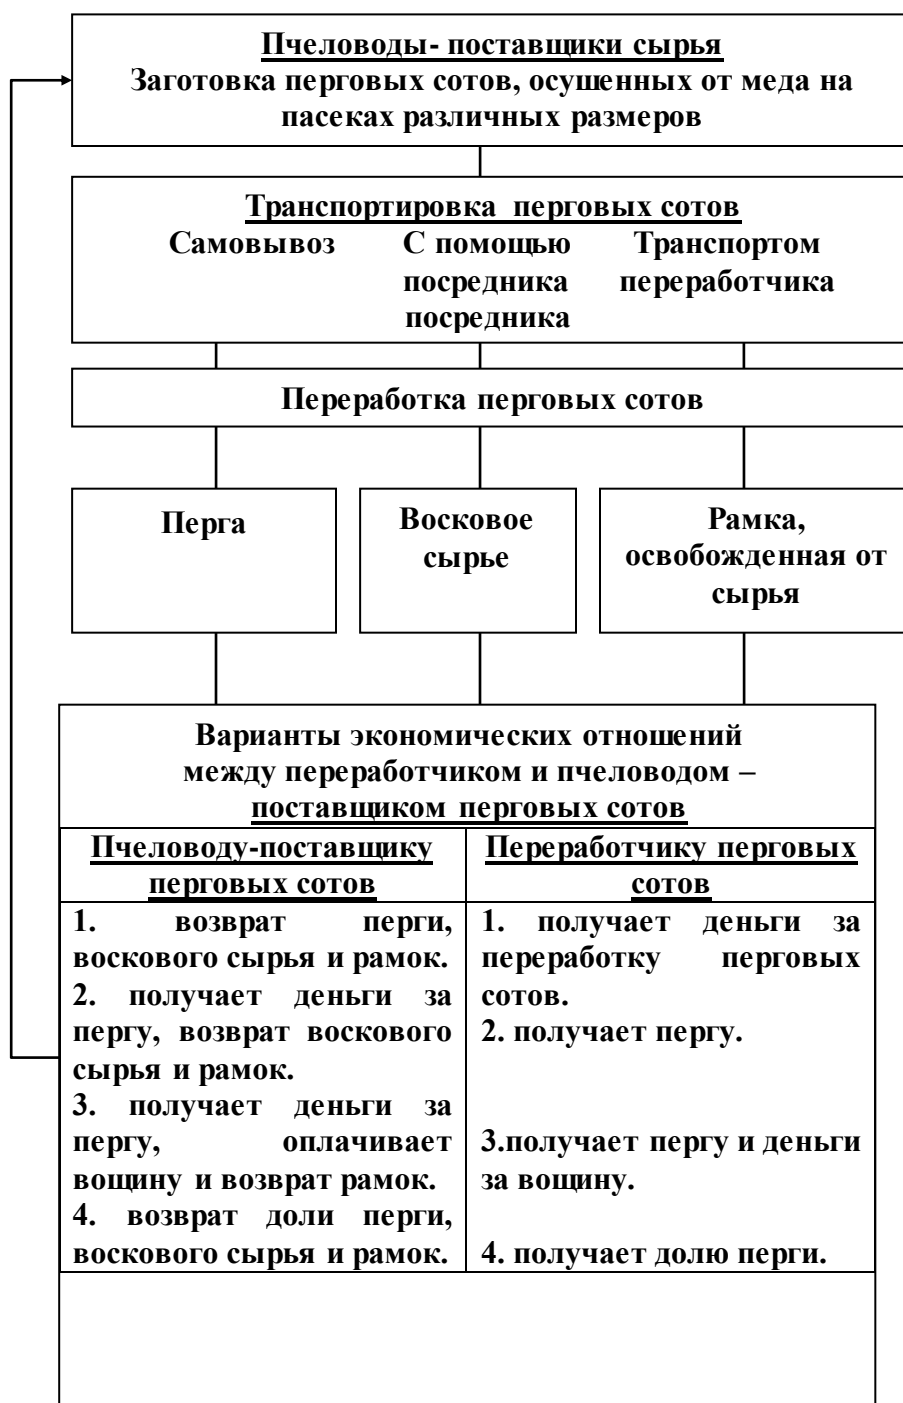 Пчеловоды- поставщики сырья
Заготовка перговых сотов, осушенных от меда на
пасеках различных размеров
Транспортировка перговых сотов
Самовывоз
С помощью
посредника
посредника
Транспортом
переработчика
Переработка перговых сотов
Перга
Восковое
сырье
Рамка,
освобожденная от
сырья
Варианты экономических отношений
между переработчиком и пчеловодом –
поставщиком перговых сотов
Пчеловоду-поставщику
перговых сотов
1. возврат перги,
воскового сырья и рамок.
2. получает деньги за
пергу, возврат воскового
сырья и рамок.
3. получает деньги за
пергу, оплачивает
вощину и возврат рамок.
4. возврат доли перги,
воскового сырья и рамок.
Переработчику перговых
сотов
1. получает деньги за
переработку перговых
сотов.
2. получает пергу.
3.получает пергу и деньги
за вощину.
4. получает долю перги.